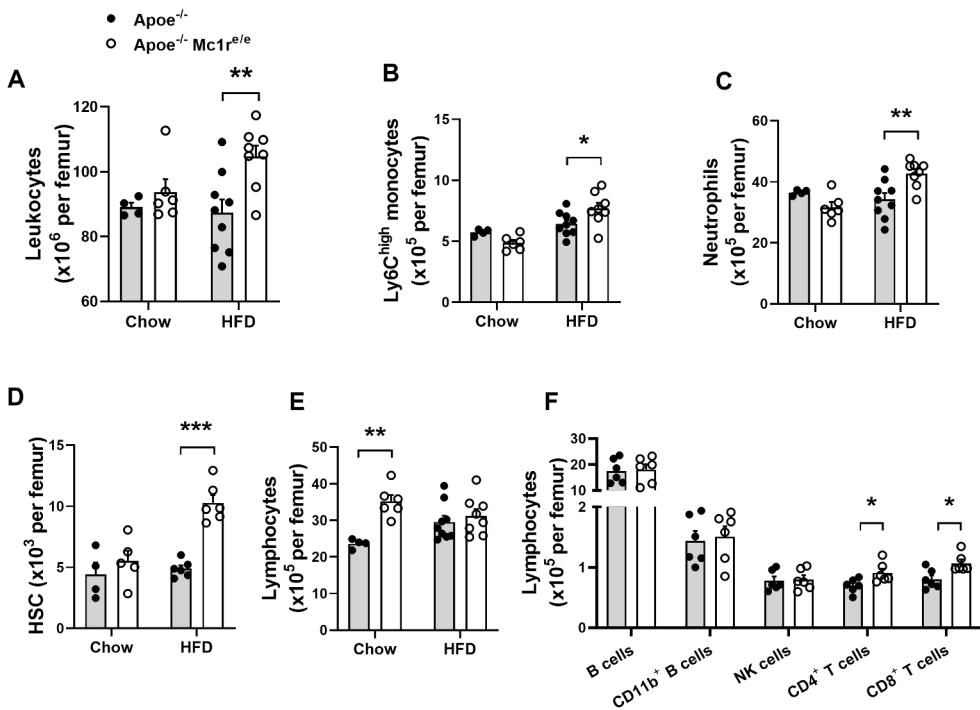 Apoe-/-
Apoe-/- Mc1re/e
A
Leukocytes
(x10⁶ per femur)
120
100
80
60
**
Chow
HFD
B
Ly6Chigh monocytes
(x10⁵ per femur)
15
10
5
0
*
Chow
HFD
C
Neutrophils
(x10⁵ per femur)
60
40
20
0
**
Chow
HFD
D
HSC (x10³ per femur)
15
10
5
0
***
Chow
HFD
E
Lymphocytes
(x10⁵ per femur)
50
40
30
20
10
0
**
Chow
HFD
F
Lymphocytes
(x10⁵ per femur)
30
20
10
2
1
0
*
*
B cells
CD11b⁺ B cells
NK cells
CD4⁺ T cells
CD8⁺ T cells